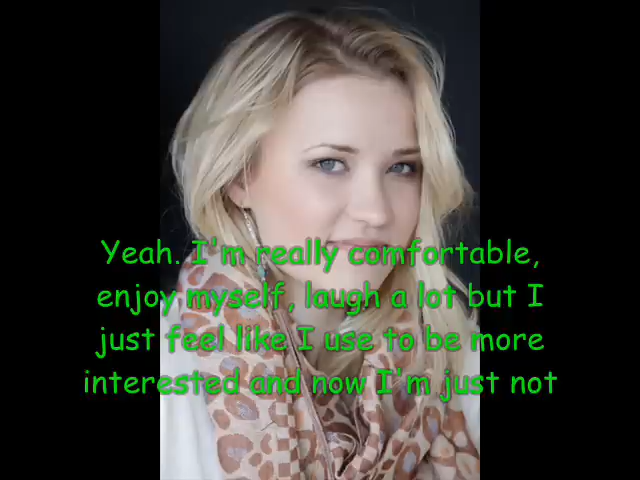 Yeah. I'm really comfortable,
enjoy myself, laugh a lot but I
just feel like I use to be more
interested and now I'm just not